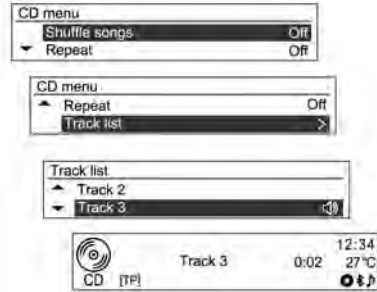 CD menu
Shuffle songs Off
Repeat Off
CD menu
Repeat Off
Track list >
Track list
Track 2
Track 3
12:34
Track 3 0:02 27 °C
CD [TP]